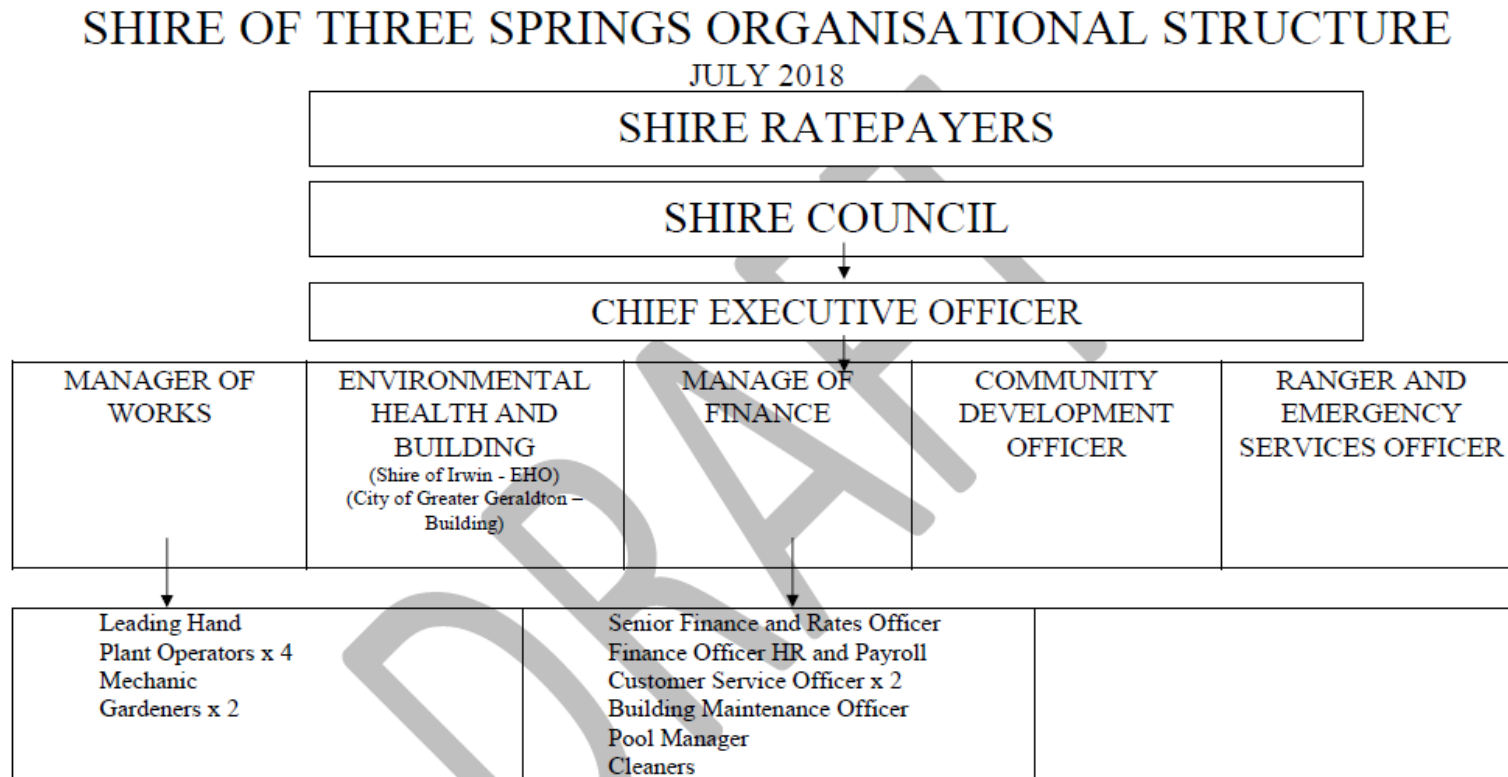 SHIRE OF THREE SPRINGS ORGANISATIONAL STRUCTURE
JULY 2018
SHIRE RATEPAYERS
SHIRE COUNCIL
CHIEF EXECUTIVE OFFICER
MANAGER OF
WORKS
ENVIRONMENTAL
HEALTH AND
BUILDING
(Shire of Irwin - EHO)
(City of Greater Geraldton –
Building)
MANAGE OF
FINANCE
COMMUNITY
DEVELOPMENT
OFFICER
RANGER AND
EMERGENCY
SERVICES OFFICER
Leading Hand
Plant Operators x 4
Mechanic
Gardeners x 2
Senior Finance and Rates Officer
Finance Officer HR and Payroll
Customer Service Officer x 2
Building Maintenance Officer
Pool Manager
Cleaners
DRAFT